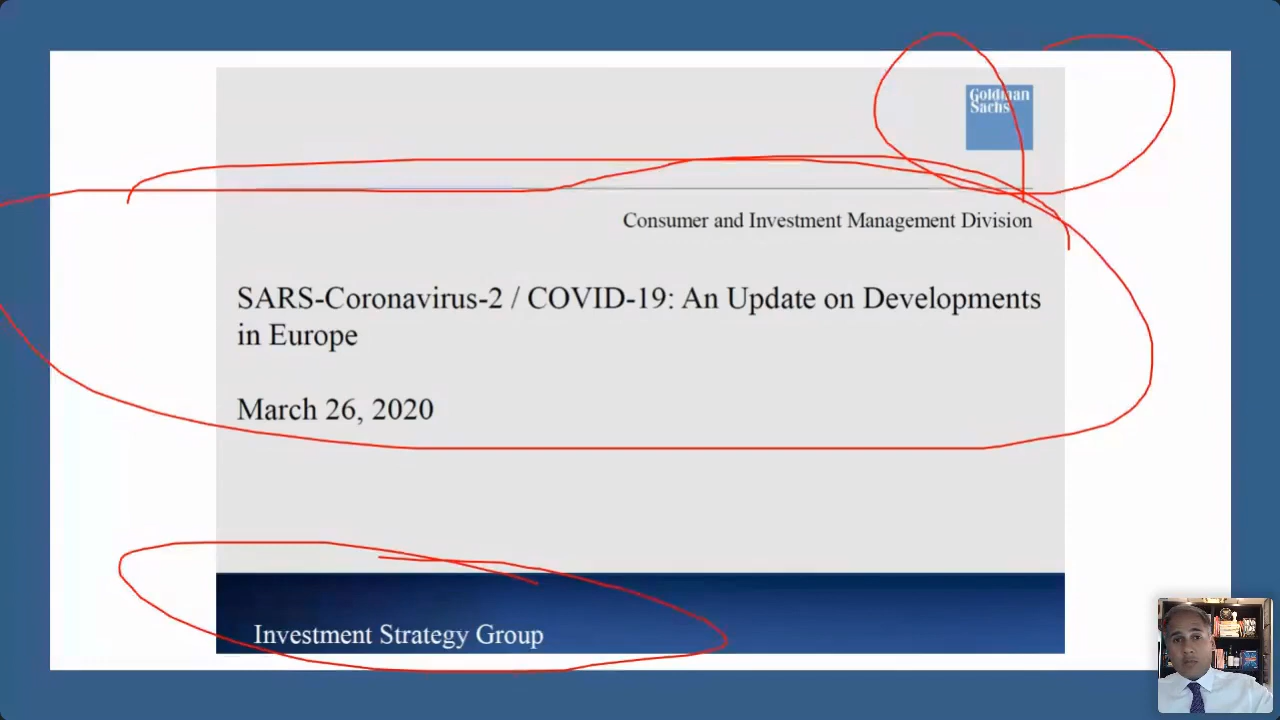 Goldman
Sachs
Consumer and Investment Management Division
SARS-Coronavirus-2 / COVID-19: An Update on Developments
in Europe
March 26, 2020
Investment Strategy Group